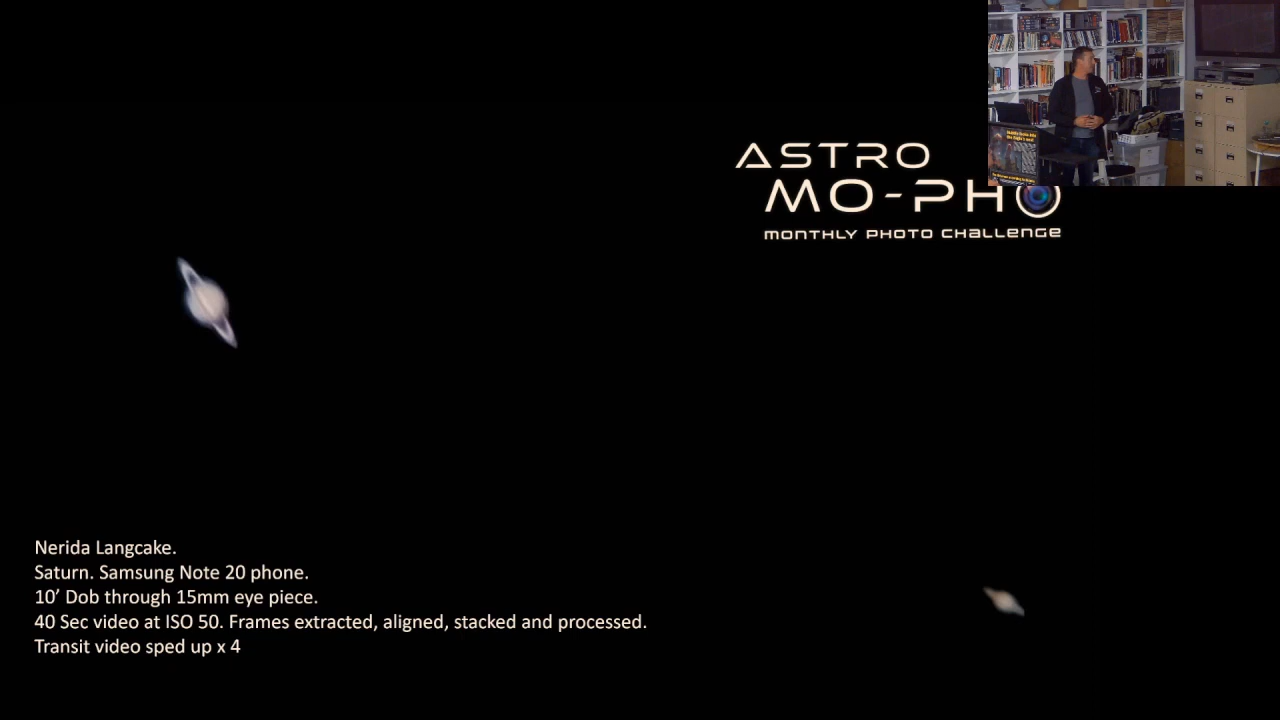 ASTRO
MO-PHO
MONTHLY PHOTO CHALLENGE
Nerida Langcake.
Saturn. Samsung Note 20 phone.
10’ Dob through 15mm eye piece.
40 Sec video at ISO 50. Frames extracted, aligned, stacked and processed.
Transit video sped up x 4